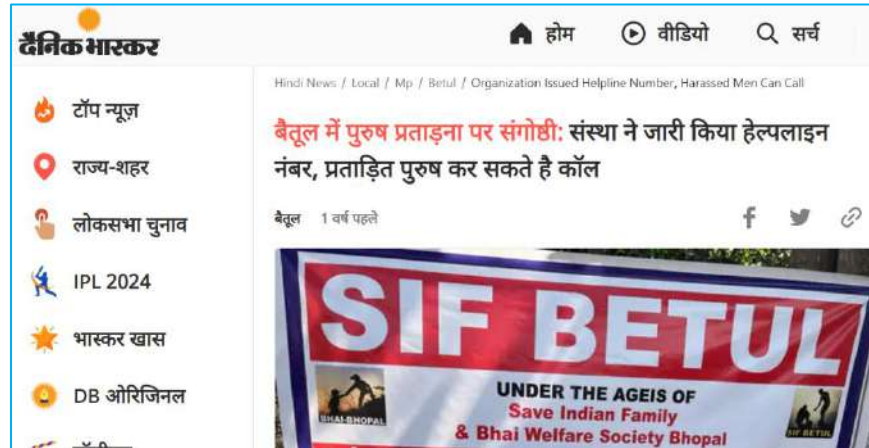 दैनिक भास्कर
होम
वीडियो
सर्च
Hindi News / Local / Mp / Betul / Organization Issued Helpline Number, Harassed Men Can Call
टॉप न्यूज़
राज्य-शहर
लोकसभा चुनाव
IPL 2024
भास्कर खास
DB ओरिजिनल
बैतूल में पुरुष प्रताड़ना पर संगोष्ठी: संस्था ने जारी किया हेल्पलाइन
नंबर, प्रताड़ित पुरुष कर सकते है कॉल
बैतूल 1 वर्ष पहले
SIF BETUL
UNDER THE AGEIS OF
Save Indian Family
& Bhai Welfare Society Bhopal
BHAI-BHOPAL
SIF BETUL